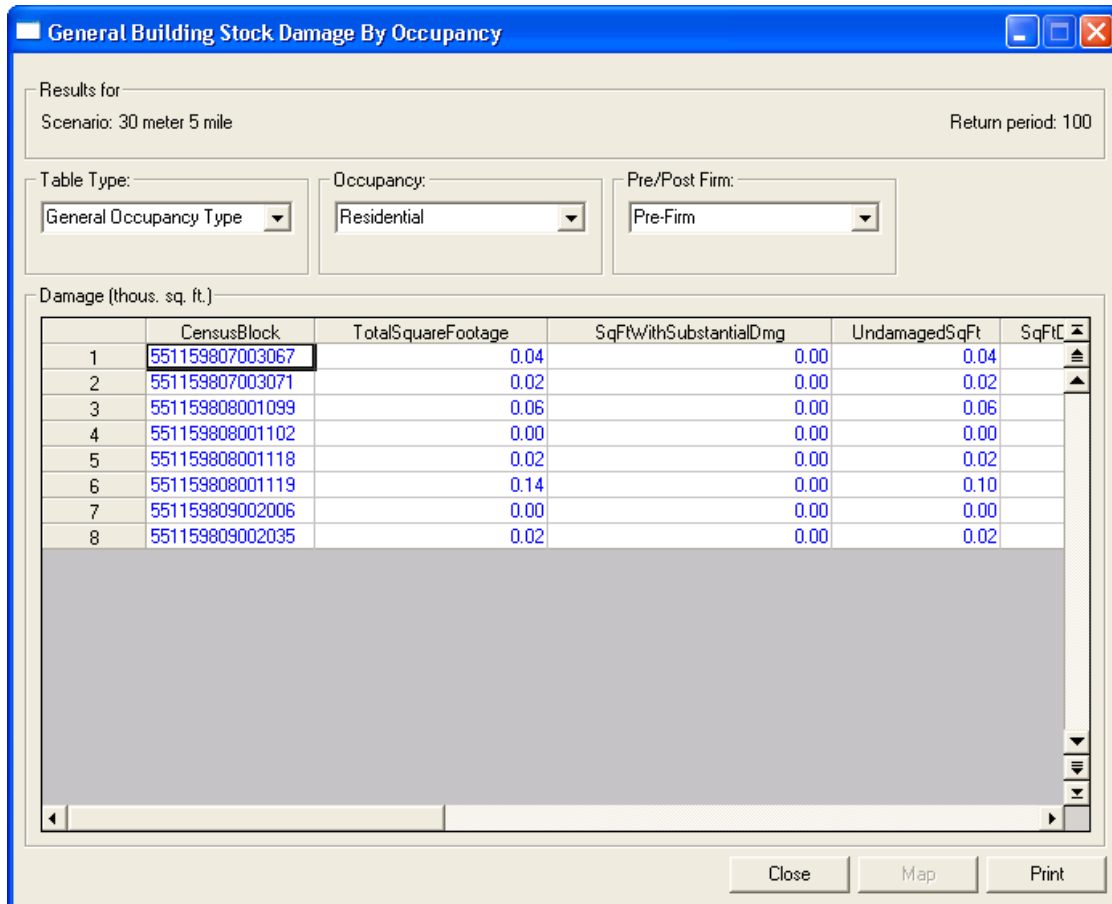 General Building Stock Damage By Occupancy
Results for
Scenario: 30 meter 5 mile Return period: 100
Table Type: Occupancy: Pre/Post Firm:
General Occupancy Type Residential Pre-Firm
Damage (thous. sq. ft.)
CensusBlock TotalSquareFootage SqFtWithSubstantialDmg UndamagedSqFt SqFtD
1 551159807003067 0.04 0.00 0.04
2 551159807003071 0.02 0.00 0.02
3 551159808001099 0.06 0.00 0.06
4 551159808001102 0.00 0.00 0.00
5 551159808001118 0.02 0.00 0.02
6 551159808001119 0.14 0.00 0.10
7 551159809002006 0.00 0.00 0.00
8 551159809002035 0.02 0.00 0.02
Close Map Print